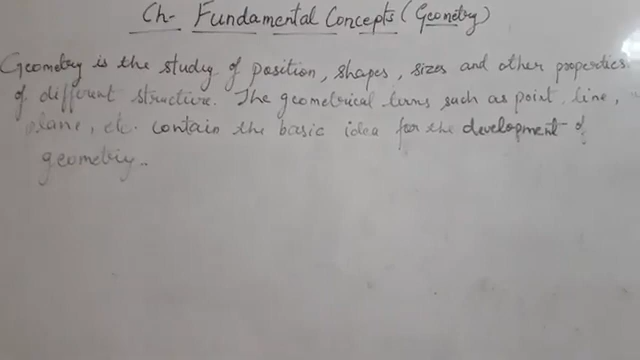 Ch- Fundamental Concepts (Geometry)
Geometry is the study of position, shapes, sizes and other properties
of different structure. The geometrical terms such as point, line,
plane, etc. contain the basic idea for the development of
geometry..